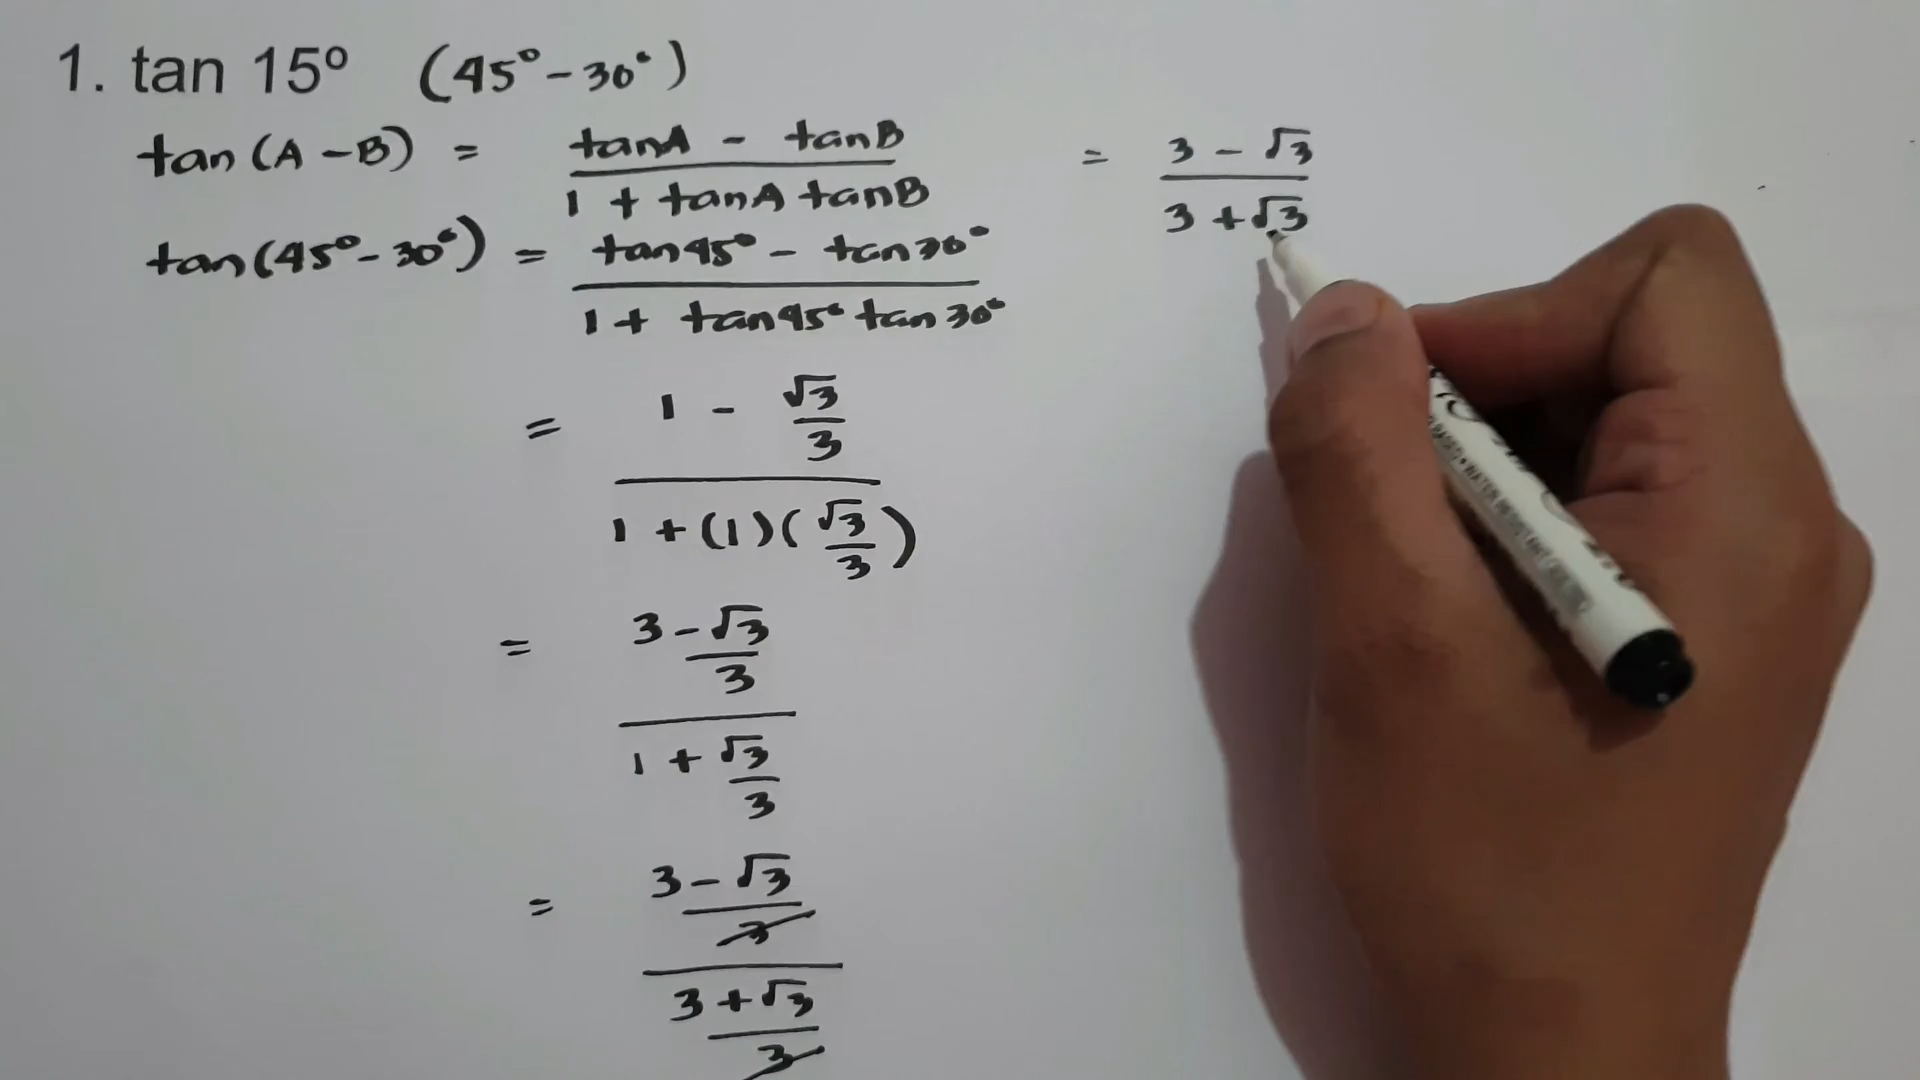 1. tan 15º (45° - 30°)
tan (A - B) = tanA - tanB
1 + tanA tanB
tan(45° - 30°) = tan45° - tan30°
1 + tan45° tan30°
= 1 - √3
3
1 + (1)(√3
3)
= 3 - √3
3
1 + √3
3
= 3 - √3
3
3 + √3
3
= 3 - √3
3 + √3